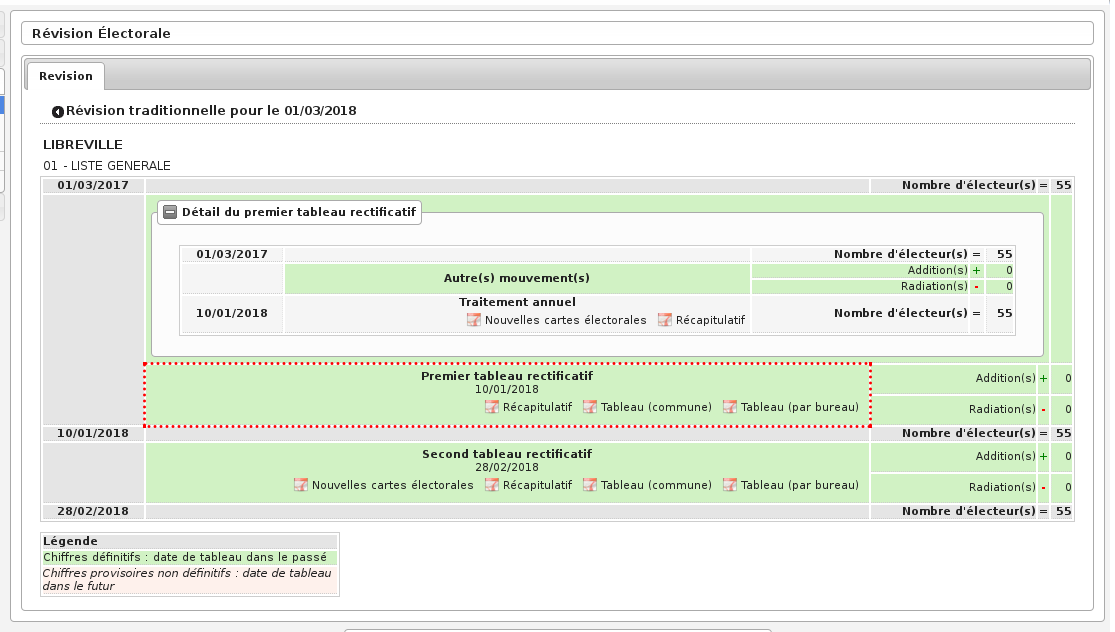 Révision Électorale
Revision
Révision traditionnelle pour le 01/03/2018
LIBREVILLE
01 - LISTE GENERALE
01/03/2017 Nombre d'électeur(s) = 55
Détail du premier tableau rectificatif
01/03/2017 Nombre d'électeur(s) = 55
Autre(s) mouvement(s)
Addition(s) + 0
Radiation(s) - 0
Traitement annuel
10/01/2018 Nombre d'électeur(s) = 55
Nouvelles cartes électorales Récapitulatif
Premier tableau rectificatif
10/01/2018
Addition(s) + 0
Récapitulatif Tableau (commune) Tableau (par bureau)
Radiation(s) - 0
10/01/2018 Nombre d'électeur(s) = 55
Second tableau rectificatif
28/02/2018
Addition(s) + 0
Nouvelles cartes électorales Récapitulatif Tableau (commune) Tableau (par bureau)
Radiation(s) - 0
28/02/2018 Nombre d'électeur(s) = 55
Légende
Chiffres définitifs : date de tableau dans le passé
Chiffres provisoires non définitifs : date de tableau
dans le futur